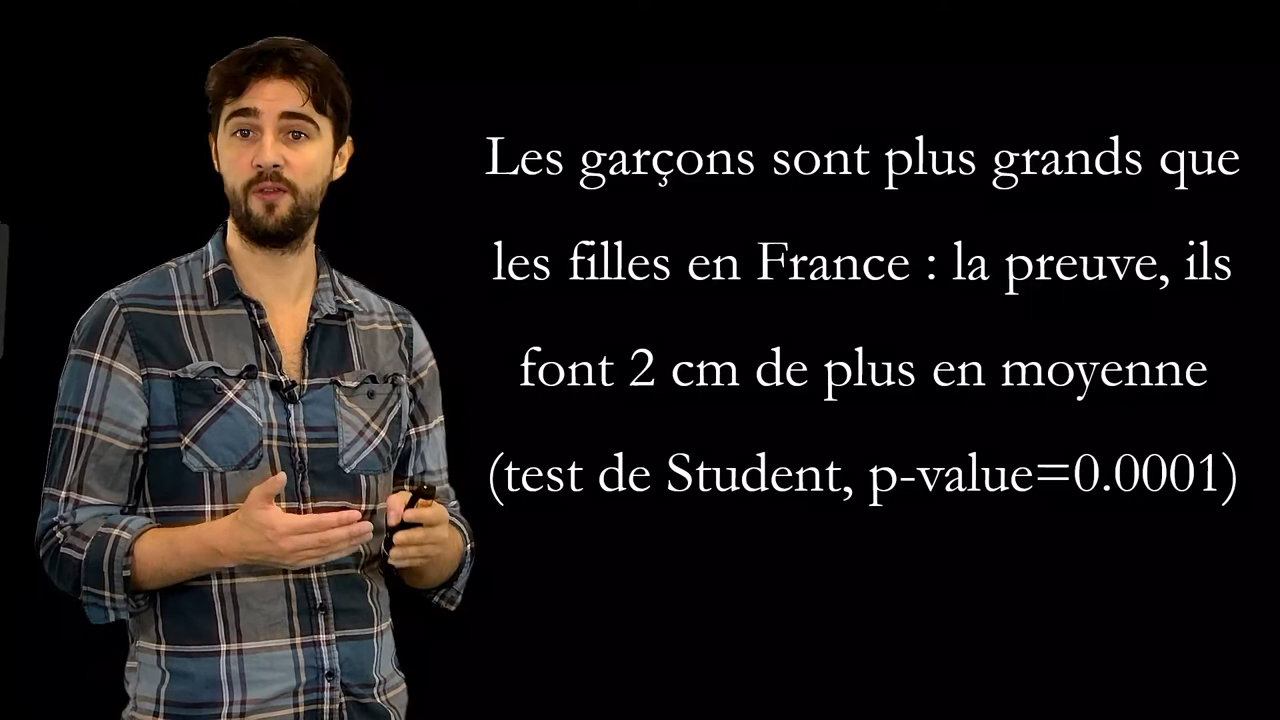 Les garçons sont plus grands que
les filles en France : la preuve, ils
font 2 cm de plus en moyenne
(test de Student, p-value=0.0001)